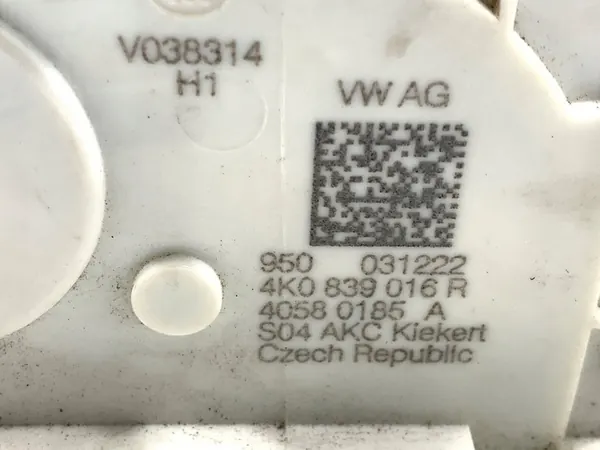 V038314
H1
VW AG
950 031222
4K0 839 016 R
4058 0185 A
S04 AKC Kiekert
Czech Republic